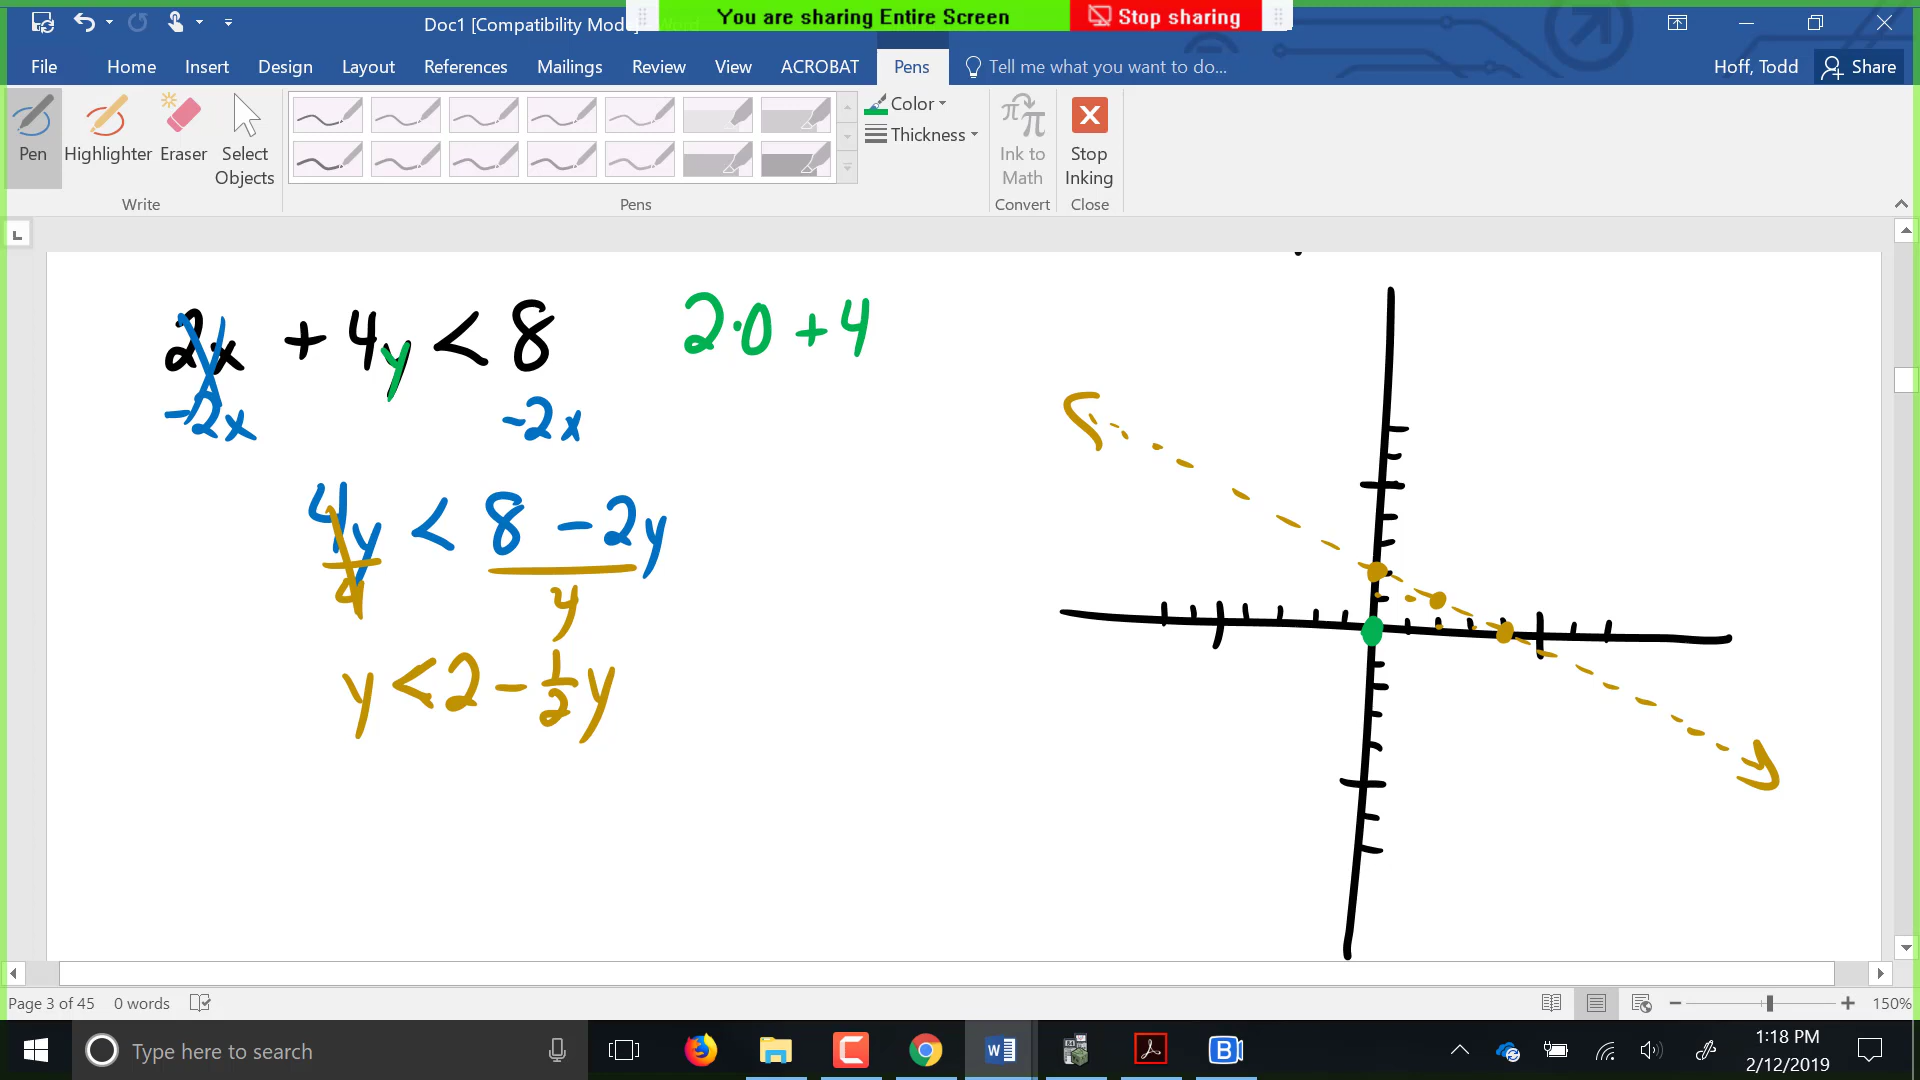 Doc1 [Compatibility Mod
You are sharing Entire Screen
Stop sharing
File Home Insert Design Layout References Mailings Review View ACROBAT Pens Tell me what you want to do... Hoff, Todd Share
Pen Highlighter Eraser Select Objects
Color
Thickness
Ink to Math
Stop Inking
Write Pens Convert Close
2x + 4y < 8
2·0 + 4
-2x -2x
4y < 8 - 2y
4 4
y < 2 - 1/2 y
Page 3 of 45 0 words 150%
Type here to search
1:18 PM
2/12/2019